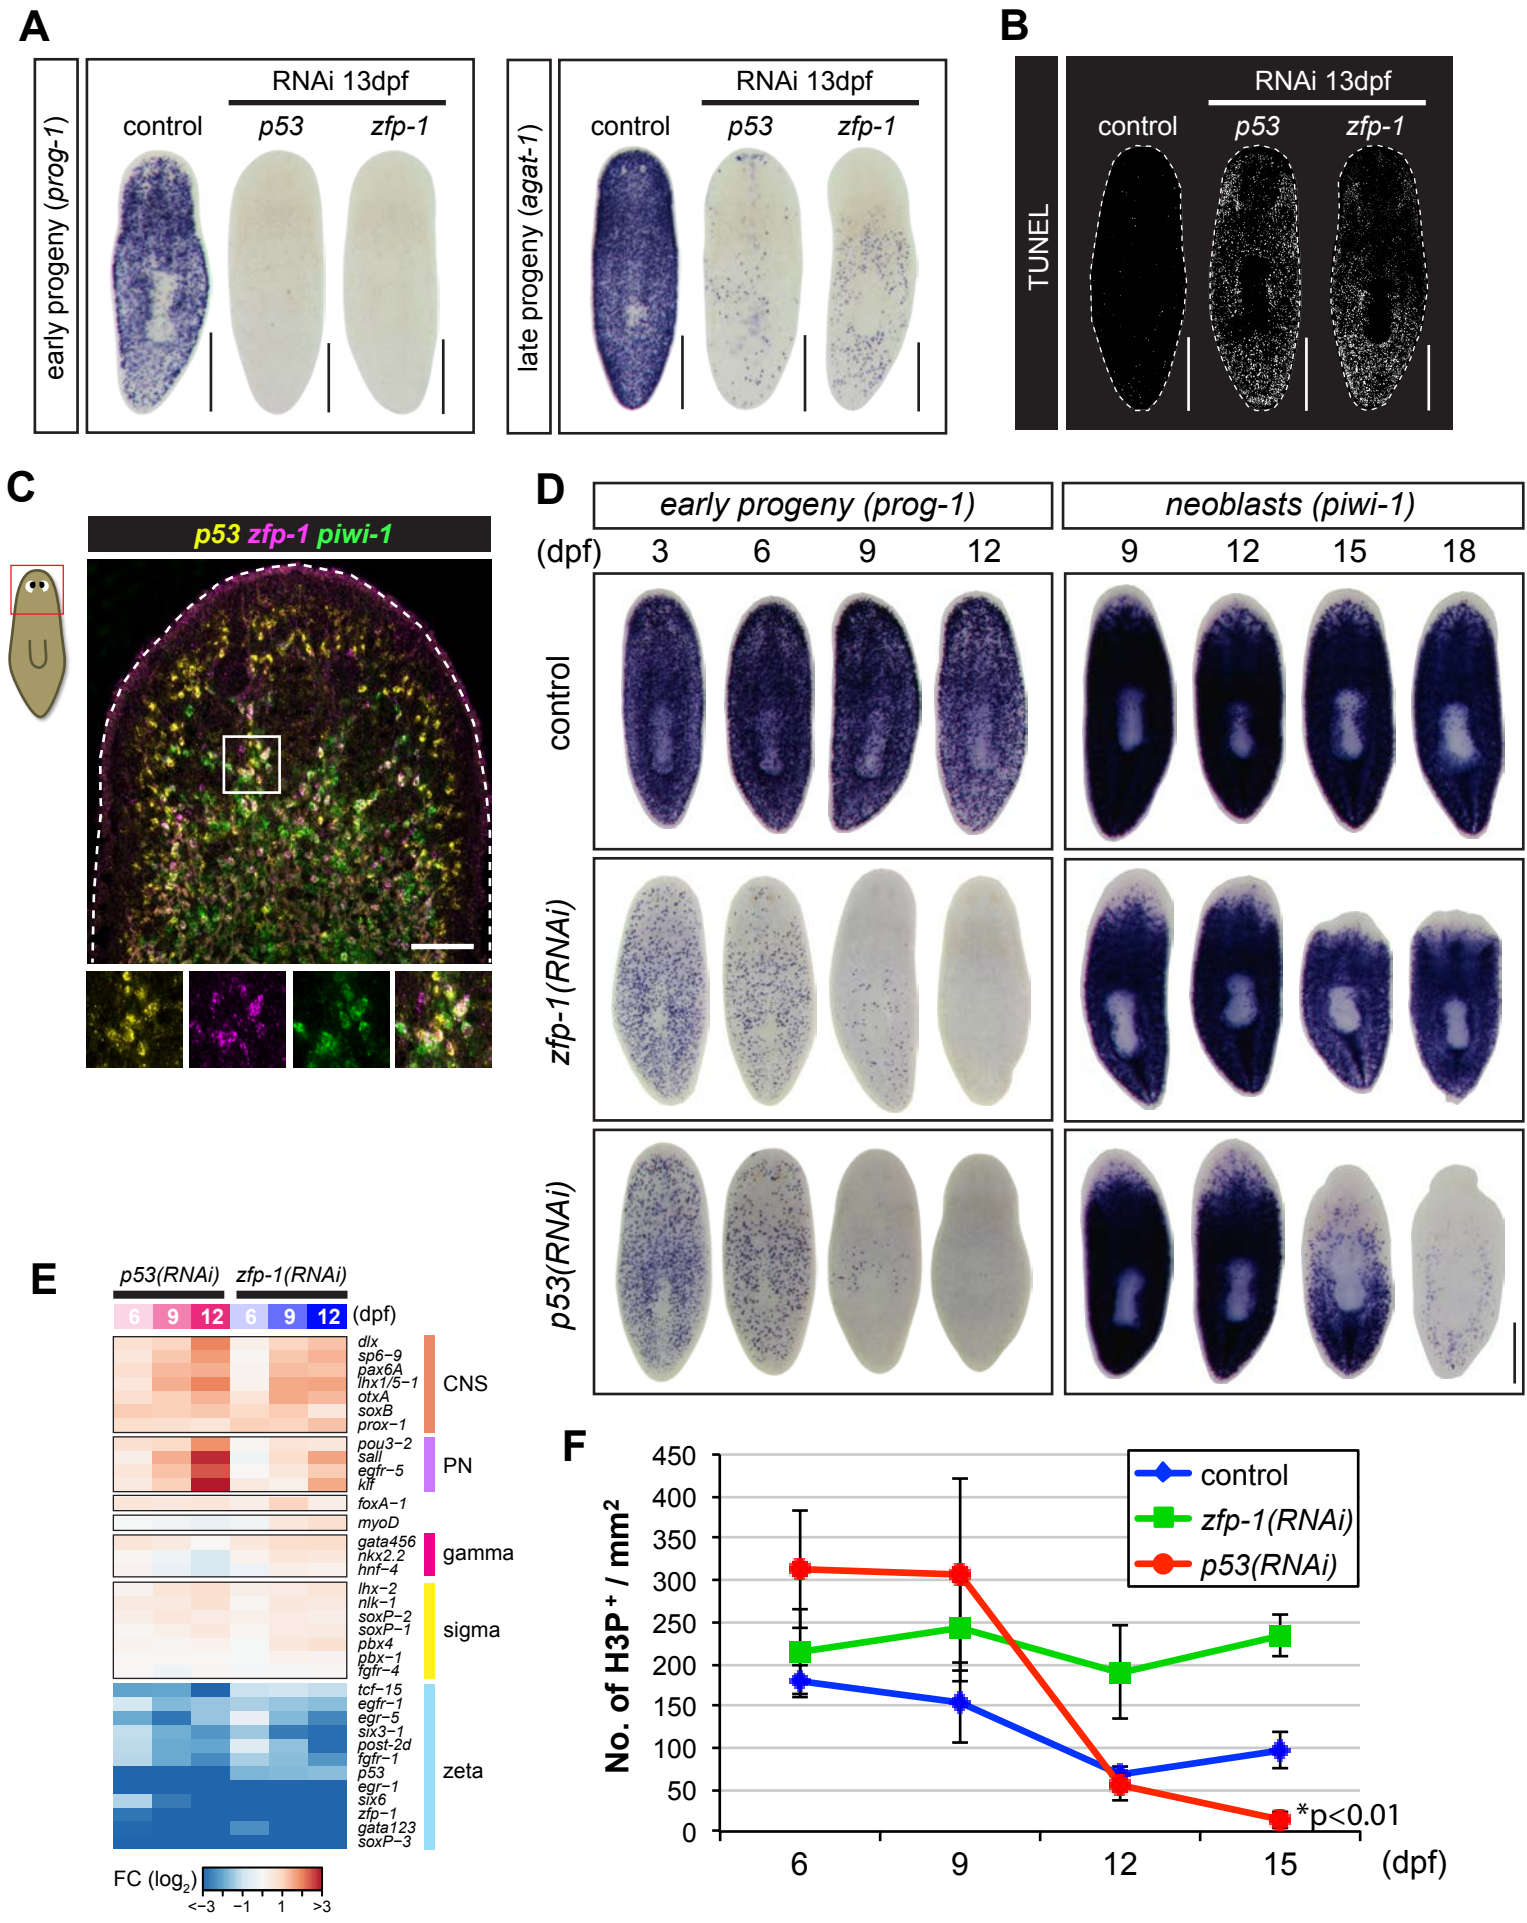 A
early progeny (prog-1)
RNAi 13dpf
control
p53
zfp-1
late progeny (agat-1)
RNAi 13dpf
control
p53
zfp-1
B
TUNEL
RNAi 13dpf
control
p53
zfp-1
C
p53 zfp-1 piwi-1
D
early progeny (prog-1)
neoblasts (piwi-1)
(dpf)
3
6
9
12
9
12
15
18
control
zfp-1(RNAi)
p53(RNAi)
E
p53(RNAi)
zfp-1(RNAi)
6
9
12
6
9
12
(dpf)
dlx
sp6−9
pax6A
lhx1/5−1
otxA
soxB
prox−1
CNS
pou3−2
sall
egfr−5
klf
PN
foxA−1
myoD
gata456
nkx2.2
hnf−4
gamma
lhx−2
nlk−1
soxP−2
soxP−1
pbx4
pbx−1
fgfr−4
sigma
tcf−15
egfr−1
egr−5
six3−1
post−2d
fgfr−1
p53
egr−1
six6
zfp−1
gata123
soxP−3
zeta
FC (log2)
<−3
−1
1
>3
F
No. of H3P+ / mm2
450
400
350
300
250
200
150
100
50
0
control
zfp-1(RNAi)
p53(RNAi)
*p<0.01
6
9
12
15
(dpf)